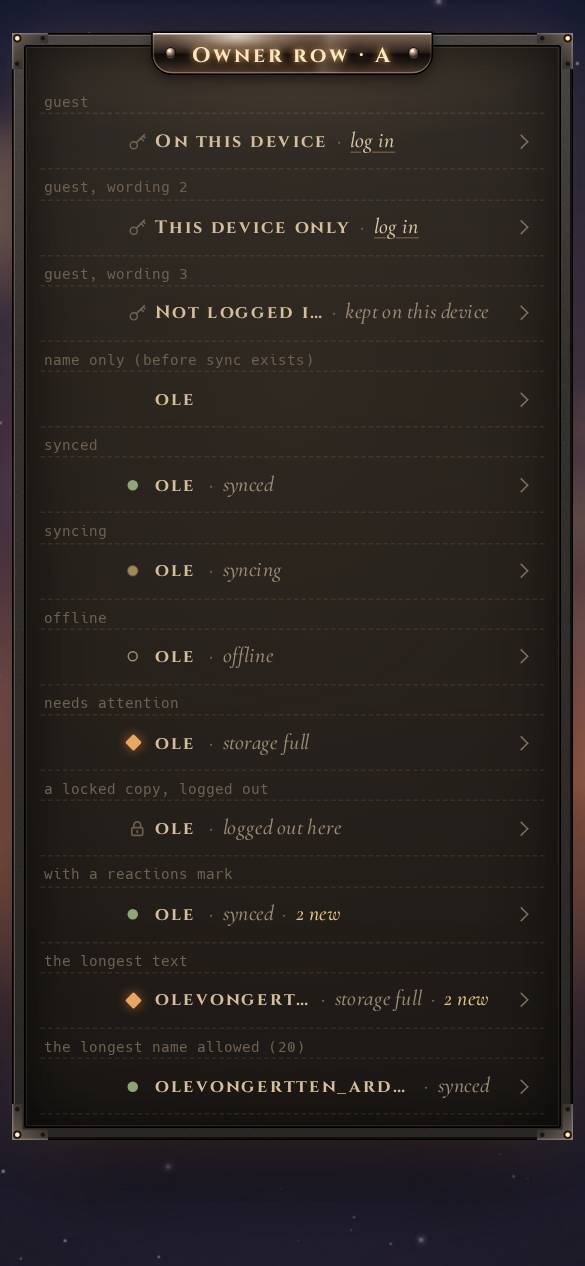 Owner row · A
guest
On this device · log in
guest, wording 2
This device only · log in
guest, wording 3
Not logged i… · kept on this device
name only (before sync exists)
OLE
synced
OLE · synced
syncing
OLE · syncing
offline
OLE · offline
needs attention
OLE · storage full
a locked copy, logged out
OLE · logged out here
with a reactions mark
OLE · synced · 2 new
the longest text
OLEVONGERT… · storage full · 2 new
the longest name allowed (20)
OLEVONGERTTEN_ARD… · synced